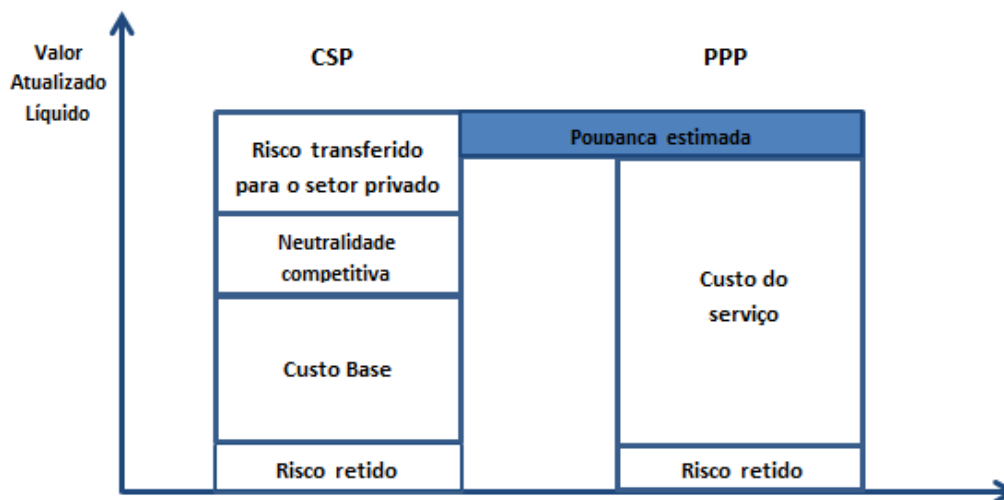 Valor
Atualizado
Líquido
CSP
PPP
Risco transferido
para o setor privado
Poupança estimada
Neutralidade
competitiva
Custo do
serviço
Custo Base
Risco retido
Risco retido